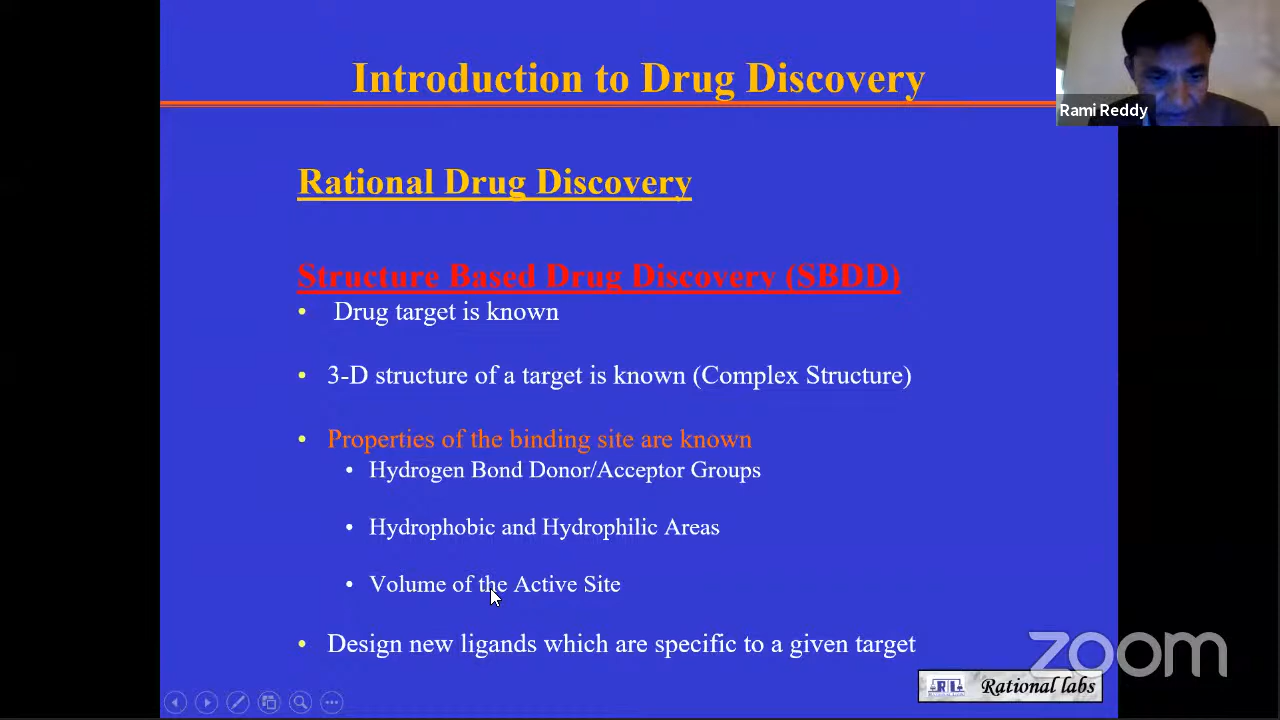 Introduction to Drug Discovery
Rami Reddy
Rational Drug Discovery
Structure Based Drug Discovery (SBDD)
• Drug target is known
• 3-D structure of a target is known (Complex Structure)
• Properties of the binding site are known
• Hydrogen Bond Donor/Acceptor Groups
• Hydrophobic and Hydrophilic Areas
• Volume of the Active Site
• Design new ligands which are specific to a given target
zoom
RL Rational labs